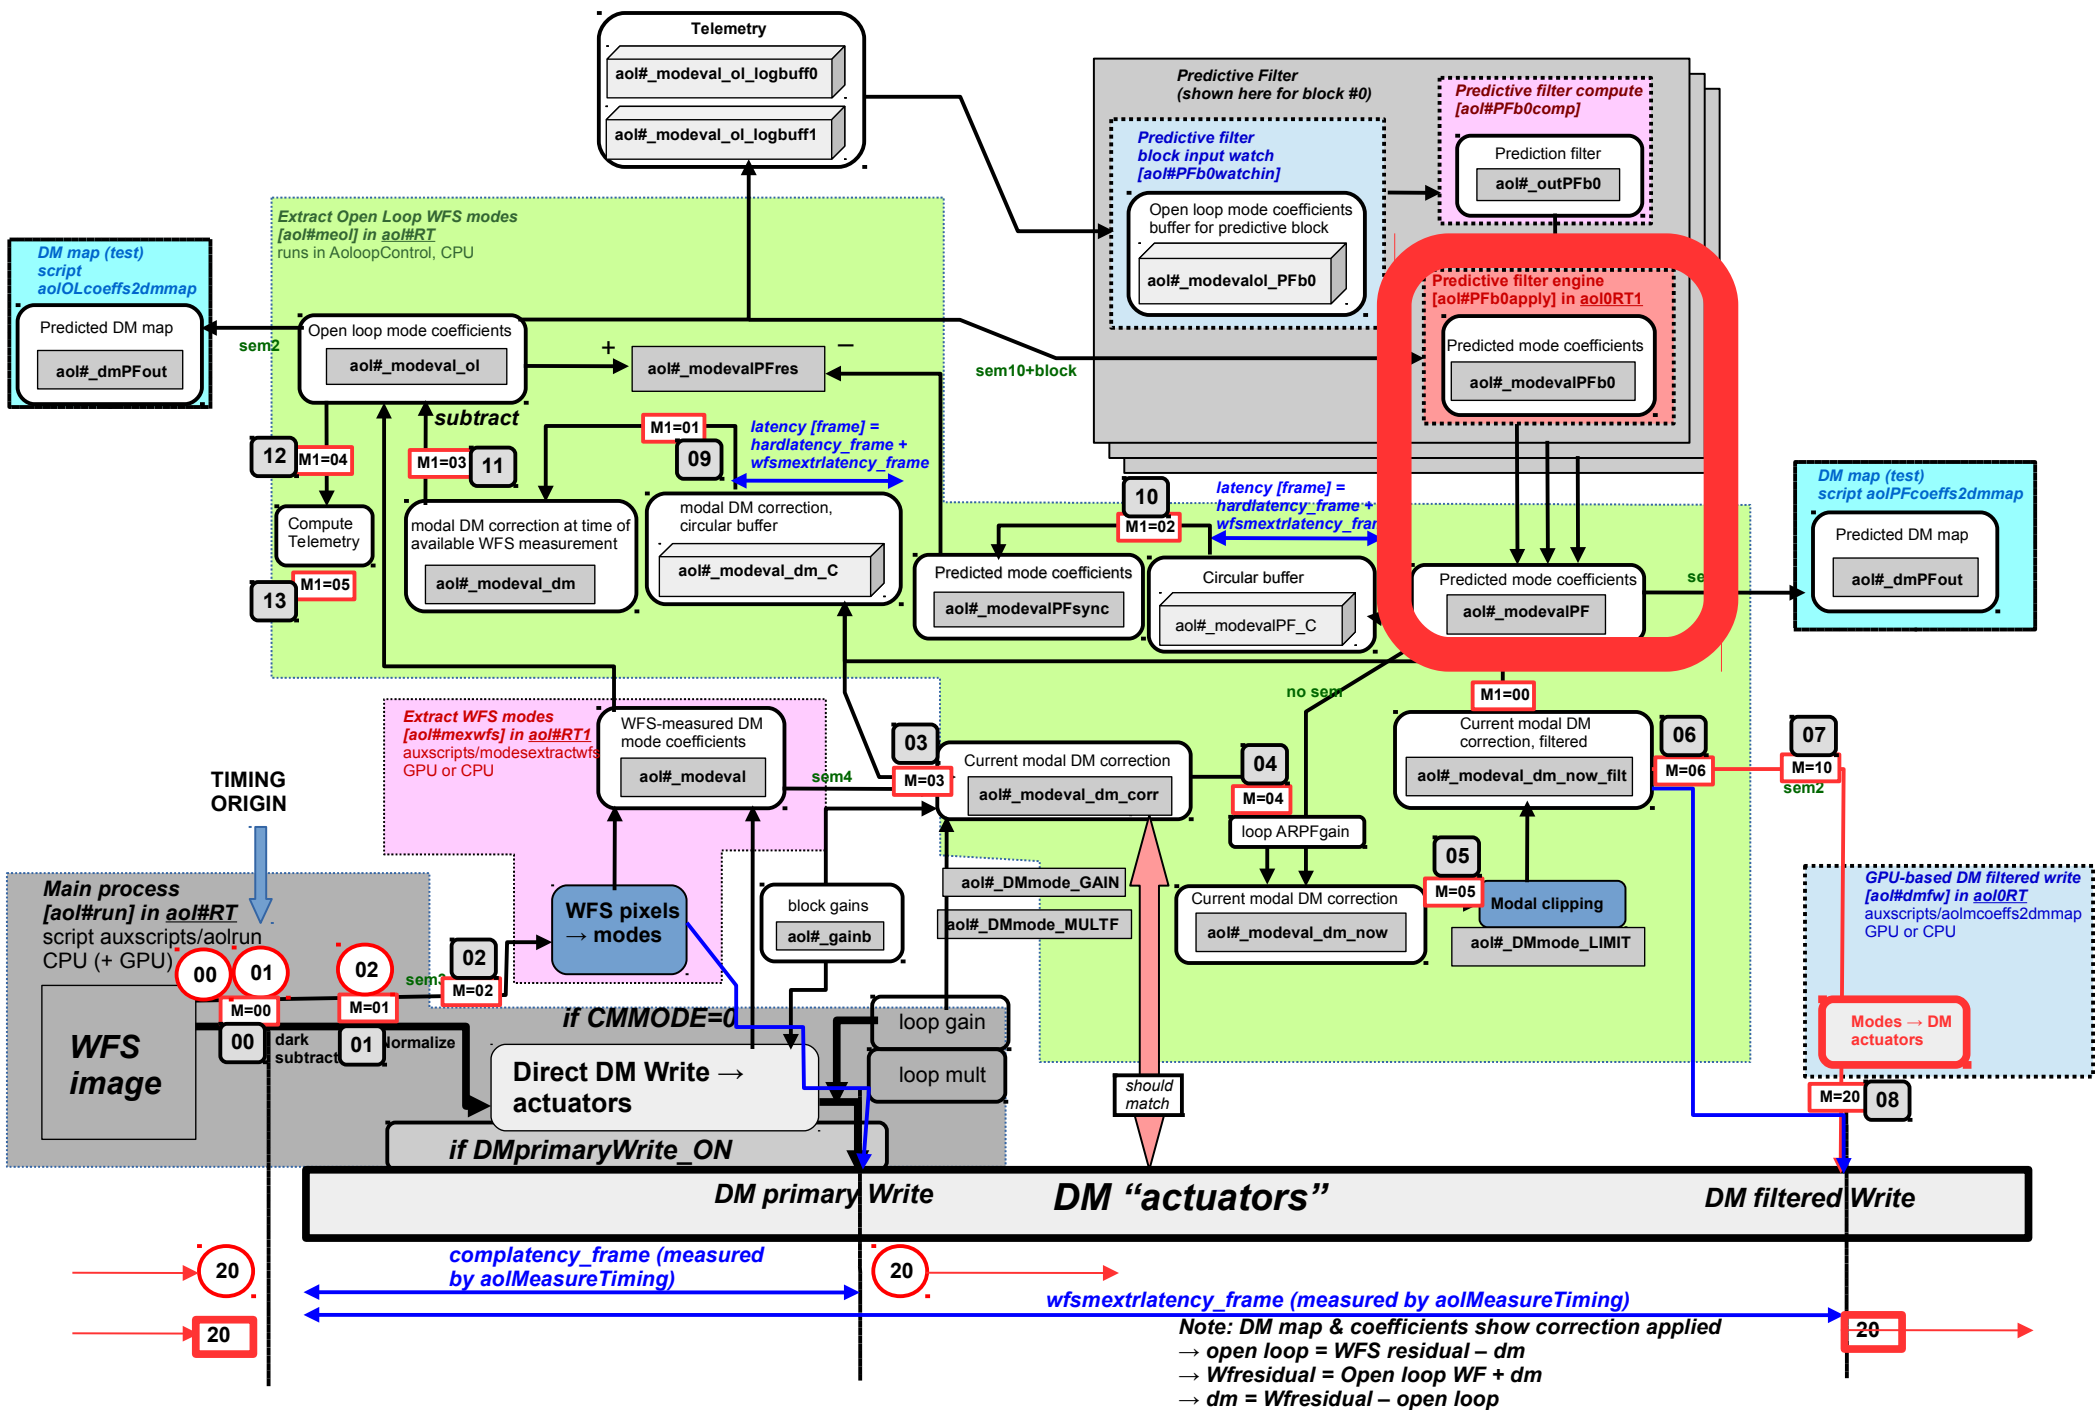 Telemetry
aol#_modeval_ol_logbuff0
aol#_modeval_ol_logbuff1
Predictive Filter
(shown here for block #0)
Predictive filter compute
[aol#PFb0comp]
Prediction filter
aol#_outPFb0
Predictive filter
block input watch
[aol#PFb0watchin]
Open loop mode coefficients
buffer for predictive block
aol#_modevalol_PFb0
Predictive filter engine
[aol#PFb0apply] in aol0RT1
Predicted mode coefficients
aol#_modevalPFb0
Extract Open Loop WFS modes
[aol#meol] in aol#RT
runs in AoloopControl, CPU
DM map (test)
script
aolOLcoeffs2dmmap
Predicted DM map
aol#_dmPFout
sem2
Open loop mode coefficients
aol#_modeval_ol
+
aol#_modevalPFres
–
sem10+block
subtract
12
M1=04
M1=03
11
M1=01
09
latency [frame] =
hardlatency_frame +
wfsmextrlatency_frame
Compute
Telemetry
M1=05
13
modal DM correction at time of
available WFS measurement
aol#_modeval_dm
modal DM correction,
circular buffer
aol#_modeval_dm_C
10
M1=02
latency [frame] =
hardlatency_frame +
wfsmextrlatency_fra
Predicted mode coefficients
aol#_modevalPFsync
Circular buffer
aol#_modevalPF_C
Predicted mode coefficients
aol#_modevalPF
se
DM map (test)
script aolPFcoeffs2dmmap
Predicted DM map
aol#_dmPFout
no sem
M1=00
Extract WFS modes
[aol#mexwfs] in aol#RT1
auxscripts/modesextractwfs
GPU or CPU
WFS-measured DM
mode coefficients
aol#_modeval
sem4
03
M=03
Current modal DM correction
aol#_modeval_dm_corr
04
M=04
loop ARPFgain
Current modal DM
correction, filtered
aol#_modeval_dm_now_filt
06
M=06
07
M=10
sem2
TIMING
ORIGIN
Main process
[aol#run] in aol#RT
script auxscripts/aolrun
CPU (+ GPU)
00
01
02
sem3
02
M=02
M=00
M=01
00
dark
subtract
01
Normalize
WFS
image
WFS pixels
→ modes
block gains
aol#_gainb
aol#_DMmode_GAIN
aol#_DMmode_MULTF
Current modal DM correction
aol#_modeval_dm_now
05
M=05
Modal clipping
aol#_DMmode_LIMIT
GPU-based DM filtered write
[aol#dmfw] in aol0RT
auxscripts/aolmcoeffs2dmmap
GPU or CPU
Modes → DM
actuators
M=20
08
if CMMODE=0
Direct DM Write →
actuators
loop gain
loop mult
should
match
if DMprimaryWrite_ON
DM primary Write
DM “actuators”
DM filtered Write
20
complatency_frame (measured
by aolMeasureTiming)
20
20
wfsmextrlatency_frame (measured by aolMeasureTiming)
20
Note: DM map & coefficients show correction applied
→ open loop = WFS residual – dm
→ Wfresidual = Open loop WF + dm
→ dm = Wfresidual – open loop